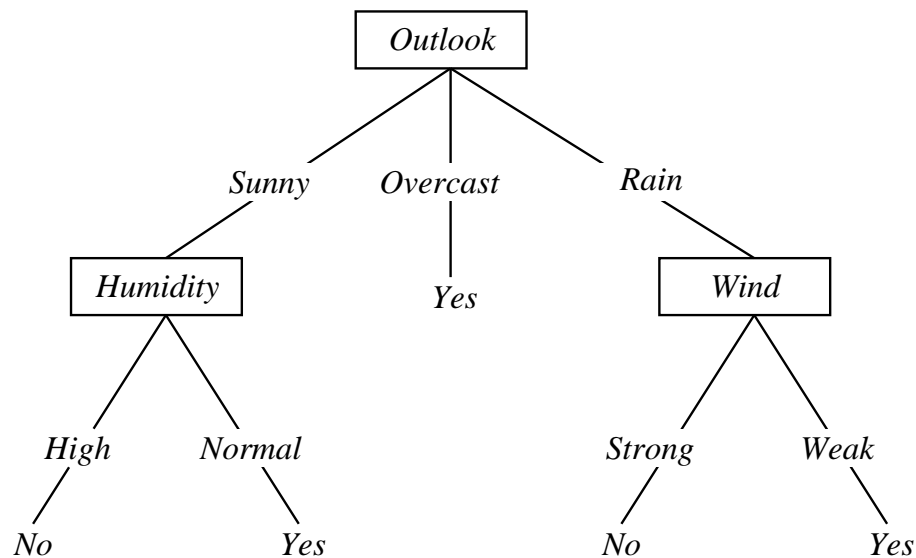 Outlook
Sunny Overcast Rain
Humidity Yes Wind
High Normal Strong Weak
No Yes No Yes